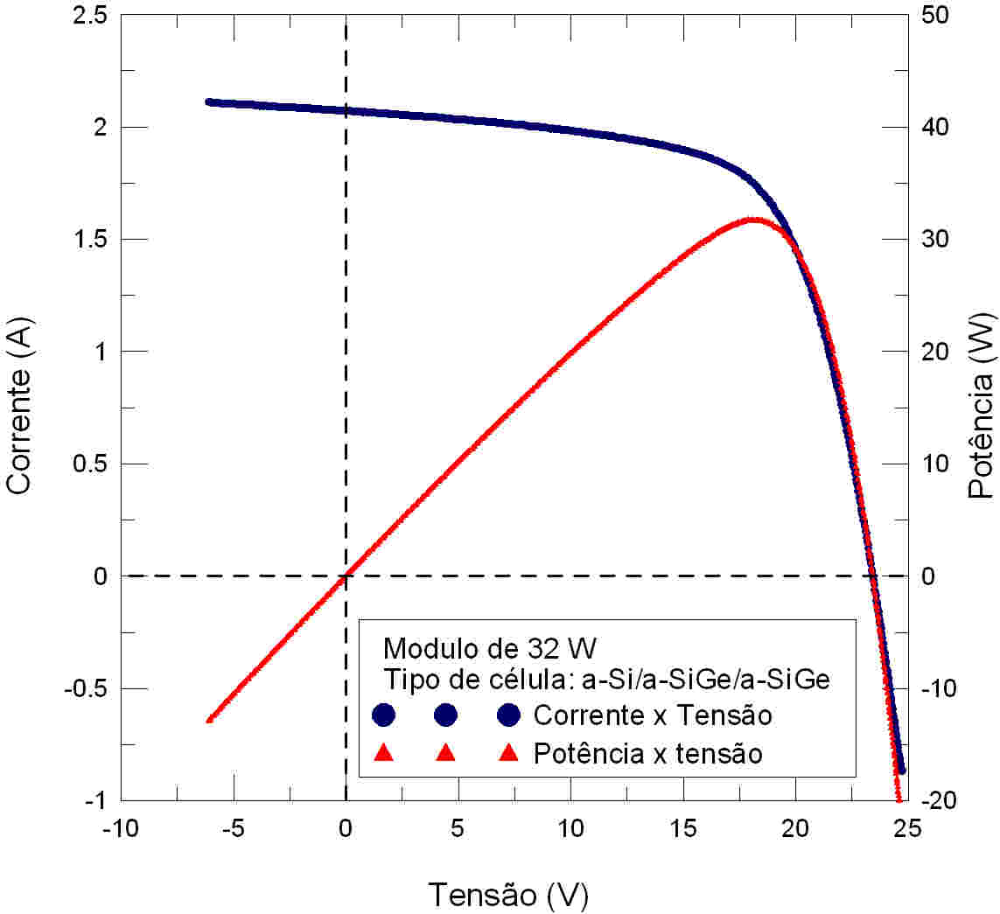 2.5
2
1.5
1
0.5
0
-0.5
-1
Corrente (A)
50
40
30
20
10
0
-10
-20
Potência (W)
Modulo de 32 W
Tipo de célula: a-Si/a-SiGe/a-SiGe
Corrente x Tensão
Potência x tensão
-10 -5 0 5 10 15 20 25
Tensão (V)